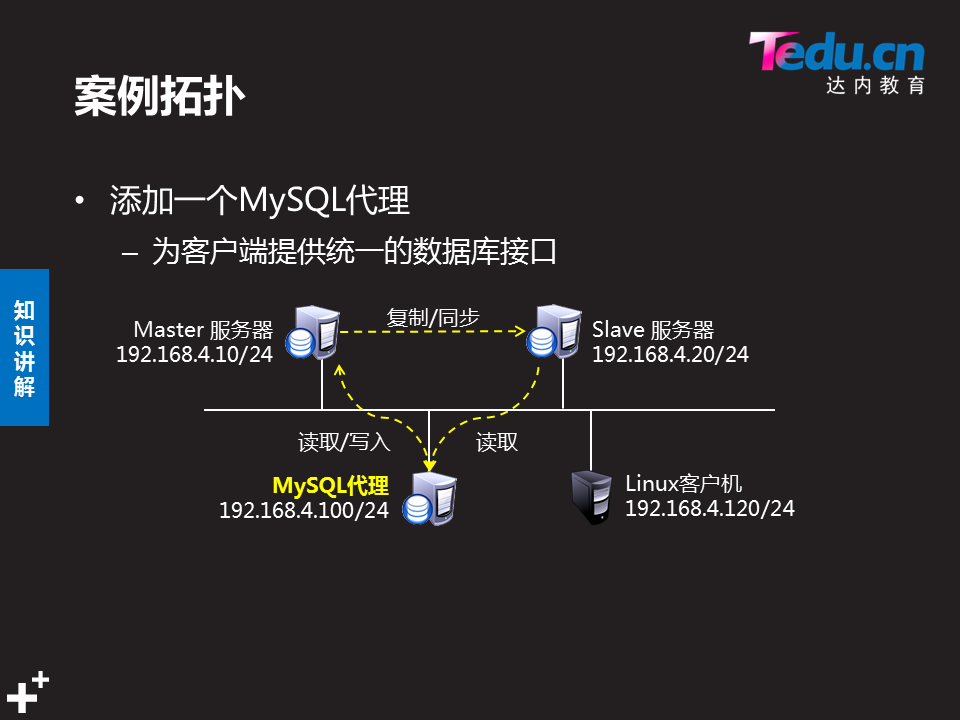 Tedu.cn
达内教育
案例拓扑
• 添加一个MySQL代理
– 为客户端提供统一的数据库接口
知识讲解
Master 服务器
192.168.4.10/24
复制/同步
Slave 服务器
192.168.4.20/24
读取/写入
读取
MySQL代理
192.168.4.100/24
Linux客户机
192.168.4.120/24